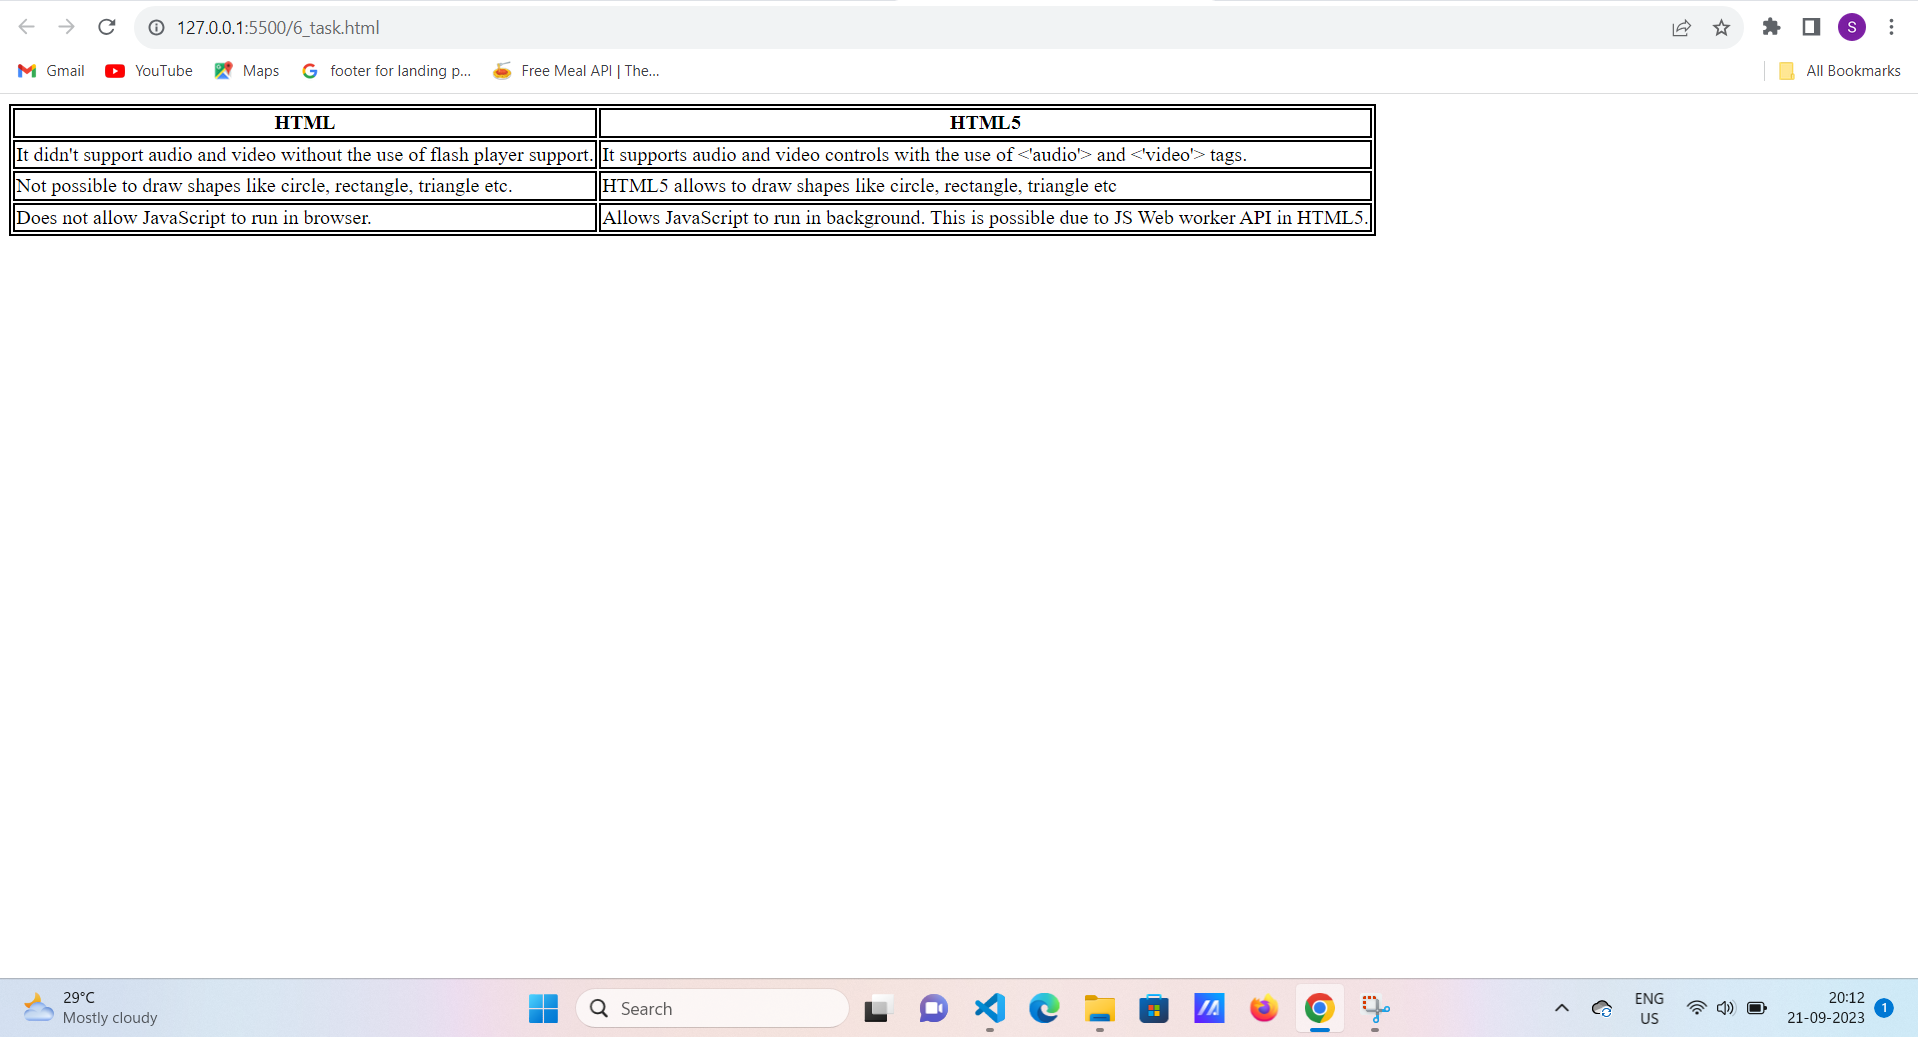 127.0.0.1:5500/6_task.html
S
Gmail YouTube Maps footer for landing p... Free Meal API | The... All Bookmarks
HTML HTML5
It didn't support audio and video without the use of flash player support. It supports audio and video controls with the use of <'audio'> and <'video'> tags.
Not possible to draw shapes like circle, rectangle, triangle etc. HTML5 allows to draw shapes like circle, rectangle, triangle etc
Does not allow JavaScript to run in browser. Allows JavaScript to run in background. This is possible due to JS Web worker API in HTML5.
29°C
Mostly cloudy
Search
ENG
US
20:12
21-09-2023
1